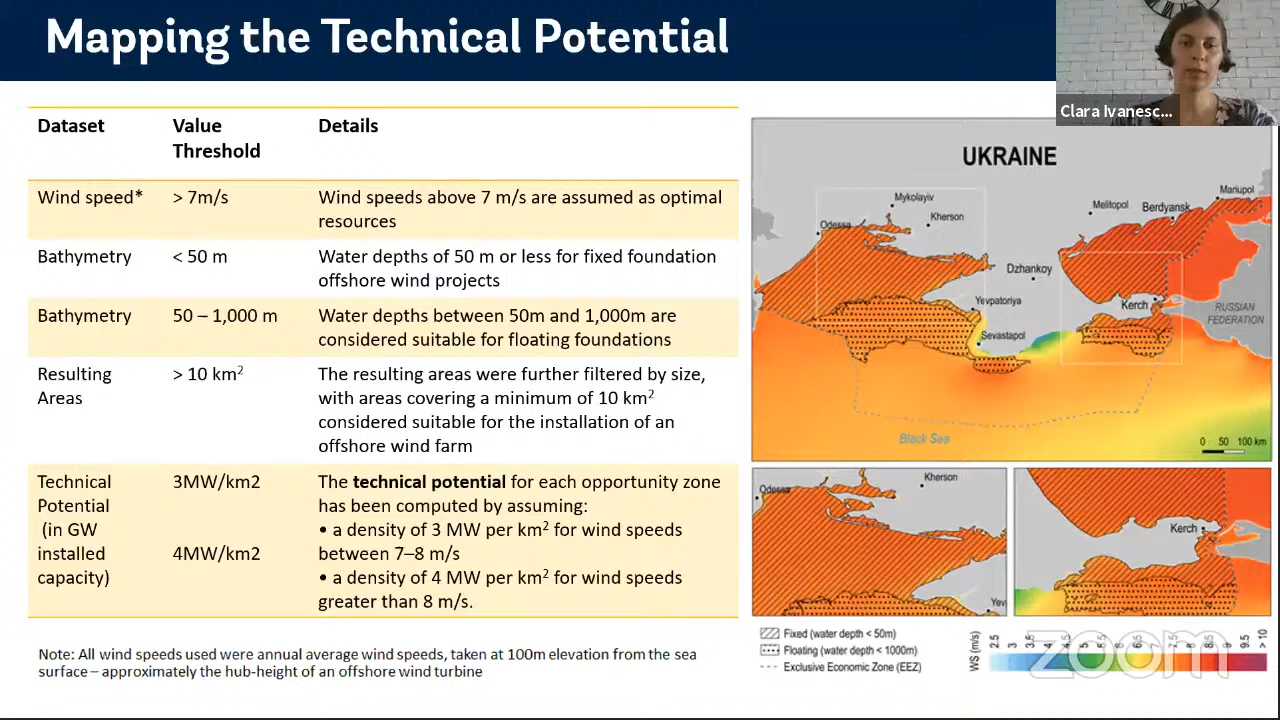 Mapping the Technical Potential
Clara Ivanesc...
Dataset
Value
Threshold
Details
Wind speed*
> 7m/s
Wind speeds above 7 m/s are assumed as optimal
resources
Bathymetry
< 50 m
Water depths of 50 m or less for fixed foundation
offshore wind projects
Bathymetry
50 – 1,000 m
Water depths between 50m and 1,000m are
considered suitable for floating foundations
Resulting
Areas
> 10 km²
The resulting areas were further filtered by size,
with areas covering a minimum of 10 km²
considered suitable for the installation of an
offshore wind farm
Technical
Potential
(in GW
installed
capacity)
3MW/km2
4MW/km2
The technical potential for each opportunity zone
has been computed by assuming:
• a density of 3 MW per km² for wind speeds
between 7–8 m/s
• a density of 4 MW per km² for wind speeds
greater than 8 m/s.
Note: All wind speeds used were annual average wind speeds, taken at 100m elevation from the sea
surface – approximately the hub-height of an offshore wind turbine
UKRAINE
Mykolayiv
Kherson
Odessa
Melitopol
Berdyansk
Mariupol
Dzhankoy
Yevpatoriya
Sevastapol
Kerch
RUSSIAN
FEDERATION
Black Sea
0 50 100 km
Odessa
Kherson
Yev
Kerch
Fixed (water depth < 50m)
Floating (water depth < 1000m)
Exclusive Economic Zone (EEZ)
WS (m/s)
2.5
3
3.5
4
4.5
5
5.5
6
6.5
7
7.5
8
8.5
9
9.5
> 10
zoom